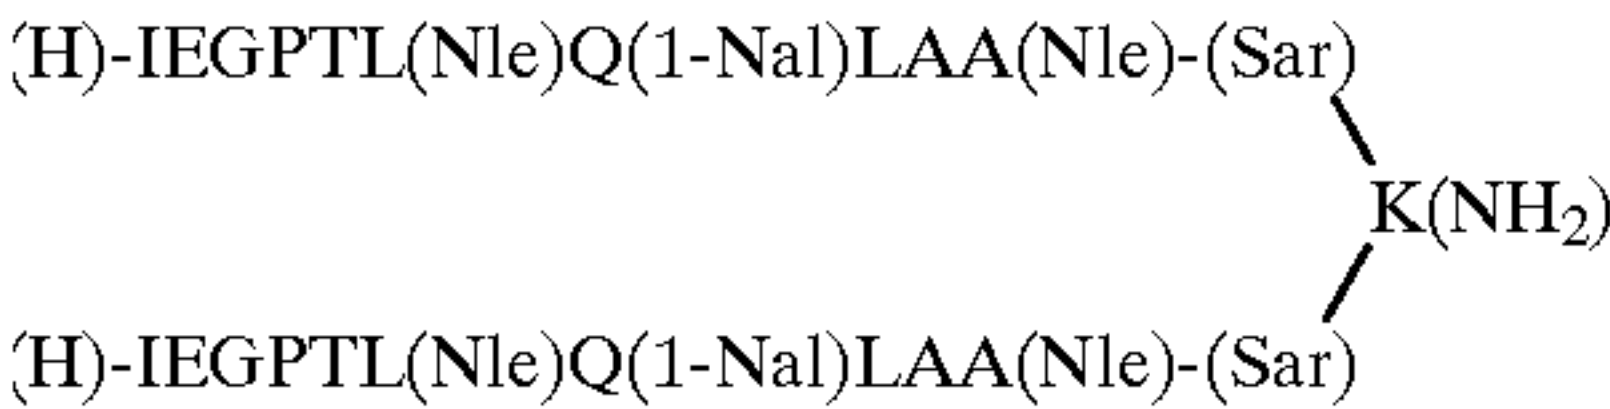 (H)-IEGPTL(Nle)Q(1-Nal)LAA(Nle)-(Sar)
K(NH₂)
(H)-IEGPTL(Nle)Q(1-Nal)LAA(Nle)-(Sar)